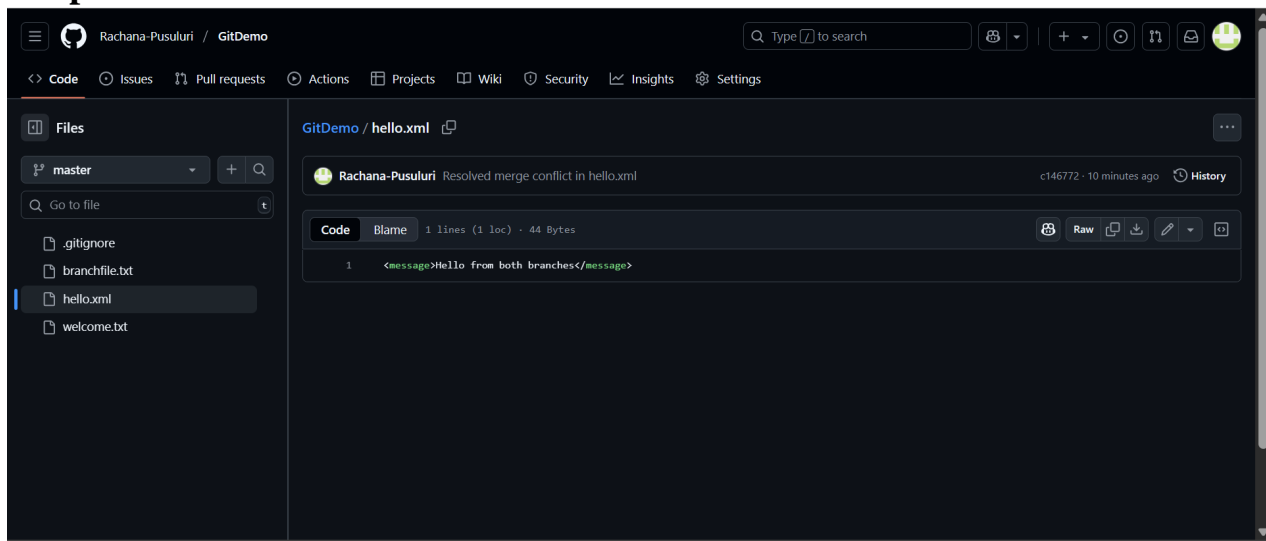 Rachana-Pusuluri / GitDemo
Type / to search
Code Issues Pull requests Actions Projects Wiki Security Insights Settings
Files
master
Go to file t
.gitignore
branchfile.txt
hello.xml
welcome.txt
GitDemo / hello.xml
Rachana-Pusuluri Resolved merge conflict in hello.xml c146772 · 10 minutes ago History
Code Blame 1 lines (1 loc) · 44 Bytes Raw
1 <message>Hello from both branches</message>